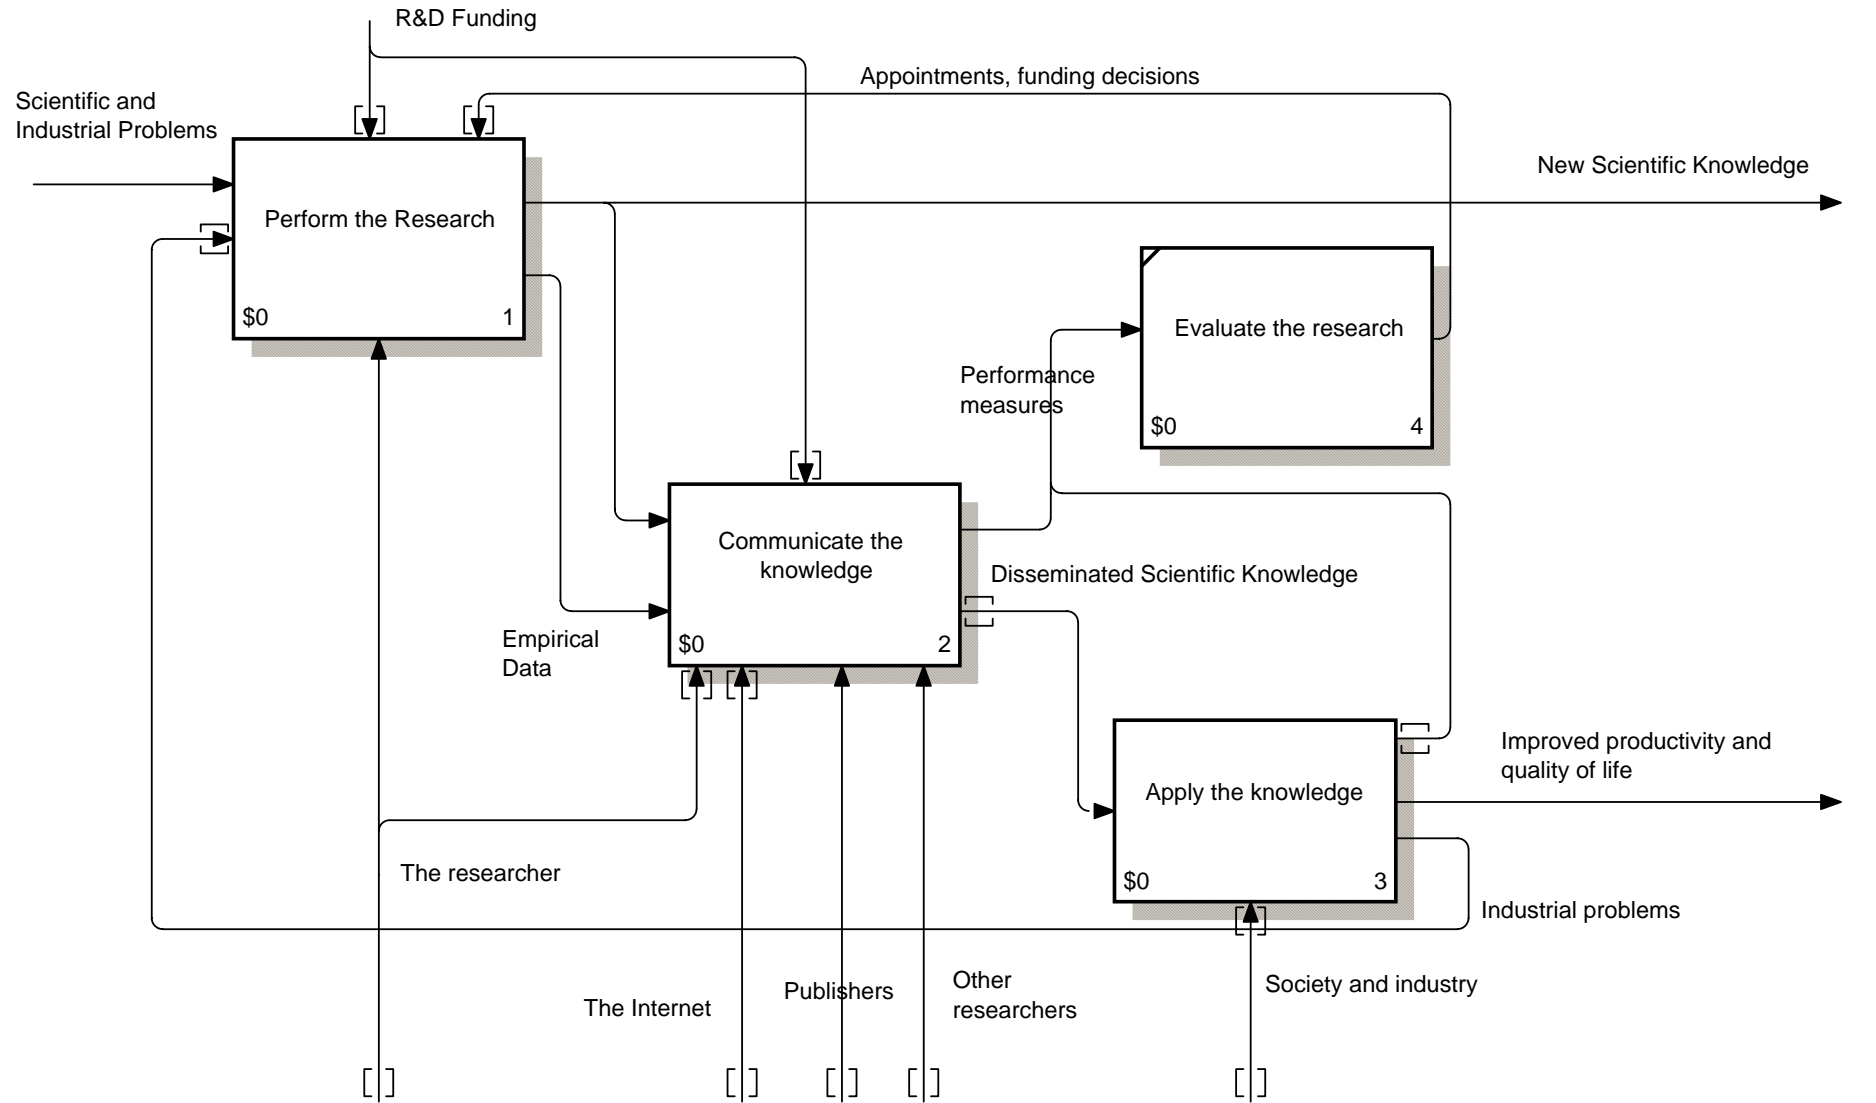 R&D Funding
Appointments, funding decisions
Scientific and
Industrial Problems
New Scientific Knowledge
Perform the Research
$0
1
Evaluate the research
$0
4
Performance
measures
Communicate the
knowledge
$0
2
Disseminated Scientific Knowledge
Empirical
Data
Improved productivity and
quality of life
Apply the knowledge
$0
3
The researcher
Industrial problems
The Internet
Publishers
Other
researchers
Society and industry